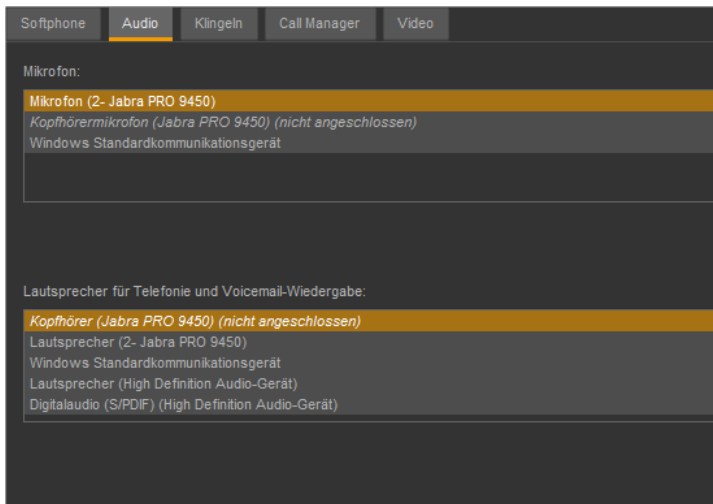 Softphone Audio Klingeln Call Manager Video
Mikrofon:
Mikrofon (2- Jabra PRO 9450)
Kopfhörermikrofon (Jabra PRO 9450) (nicht angeschlossen)
Windows Standardkommunikationsgerät
Lautsprecher für Telefonie und Voicemail-Wiedergabe:
Kopfhörer (Jabra PRO 9450) (nicht angeschlossen)
Lautsprecher (2- Jabra PRO 9450)
Windows Standardkommunikationsgerät
Lautsprecher (High Definition Audio-Gerät)
Digitalaudio (S/PDIF) (High Definition Audio-Gerät)